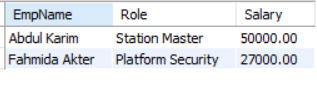 EmpName Role Salary
Abdul Karim Station Master 50000.00
Fahmida Akter Platform Security 27000.00